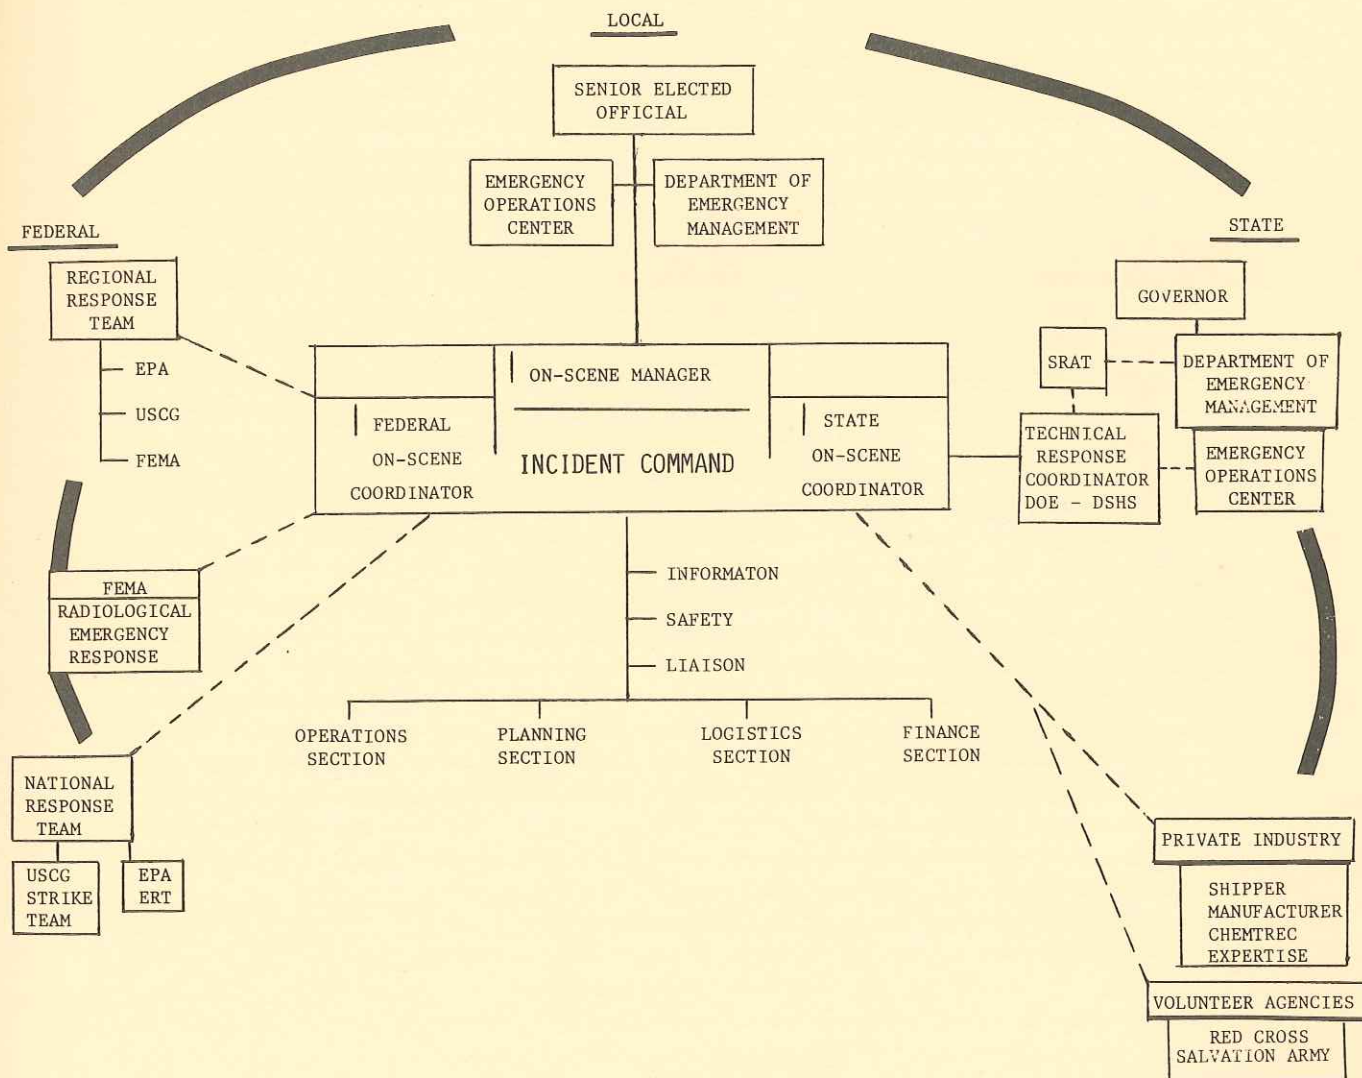 LOCAL
SENIOR ELECTED
OFFICIAL
EMERGENCY
OPERATIONS
CENTER
DEPARTMENT OF
EMERGENCY
MANAGEMENT
FEDERAL
REGIONAL
RESPONSE
TEAM
EPA
USCG
FEMA
STATE
GOVERNOR
SRAT
DEPARTMENT OF
EMERGENCY
MANAGEMENT
TECHNICAL
RESPONSE
COORDINATOR
DOE - DSHS
EMERGENCY
OPERATIONS
CENTER
ON-SCENE MANAGER
FEDERAL
ON-SCENE
COORDINATOR
INCIDENT COMMAND
STATE
ON-SCENE
COORDINATOR
FEMA
RADIOLOGICAL
EMERGENCY
RESPONSE
INFORMATON
SAFETY
LIAISON
OPERATIONS
SECTION
PLANNING
SECTION
LOGISTICS
SECTION
FINANCE
SECTION
NATIONAL
RESPONSE
TEAM
USCG
STRIKE
TEAM
EPA
ERT
PRIVATE INDUSTRY
SHIPPER
MANUFACTURER
CHEMTREC
EXPERTISE
VOLUNTEER AGENCIES
RED CROSS
SALVATION ARMY